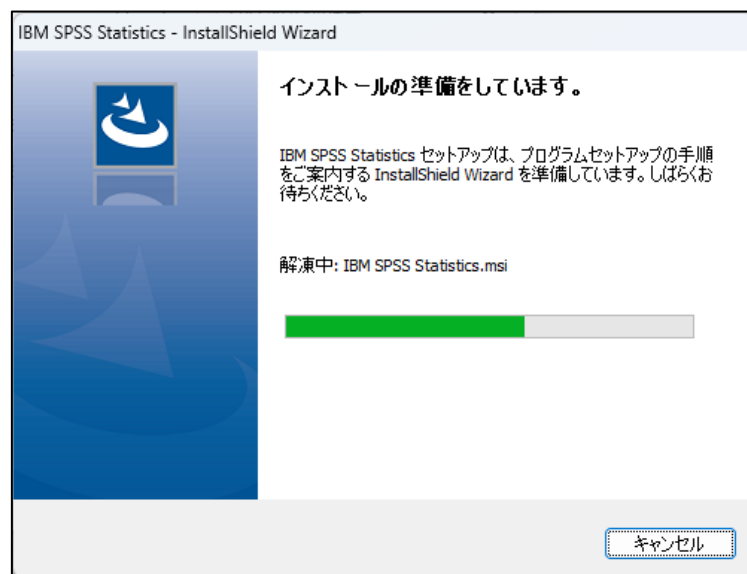 IBM SPSS Statistics - InstallShield Wizard
インストールの準備をしています。
IBM SPSS Statistics セットアップは、プログラムセットアップの手順
をご案内する InstallShield Wizard を準備しています。しばらくお
待ちください。
解凍中: IBM SPSS Statistics.msi
キャンセル